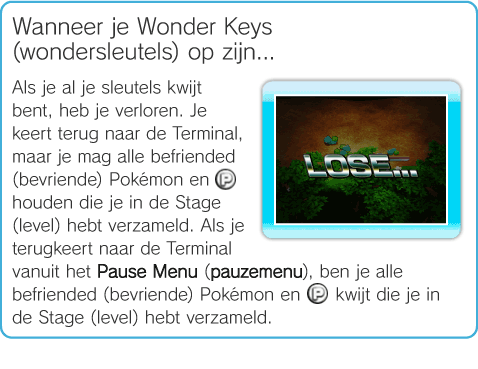 Wanneer je Wonder Keys
(wondersleutels) op zijn...
Als je al je sleutels kwijt
bent, heb je verloren. Je
keert terug naar de Terminal,
maar je mag alle befriended
(bevriende) Pokémon en P
houden die je in de Stage
(level) hebt verzameld. Als je
terugkeert naar de Terminal
vanuit het Pause Menu (pauzemenu), ben je alle
befriended (bevriende) Pokémon en P kwijt die je in
de Stage (level) hebt verzameld.
LOSE...